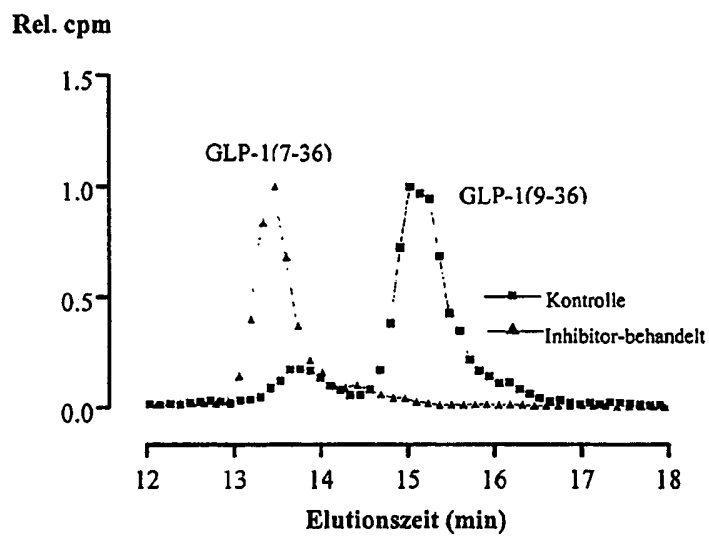 Rel. cpm
1.5
GLP-1(7-36)
1.0
GLP-1(9-36)
0.5
Kontrolle
Inhibitor-behandelt
0.0
12 13 14 15 16 17 18
Elutionszeit (min)